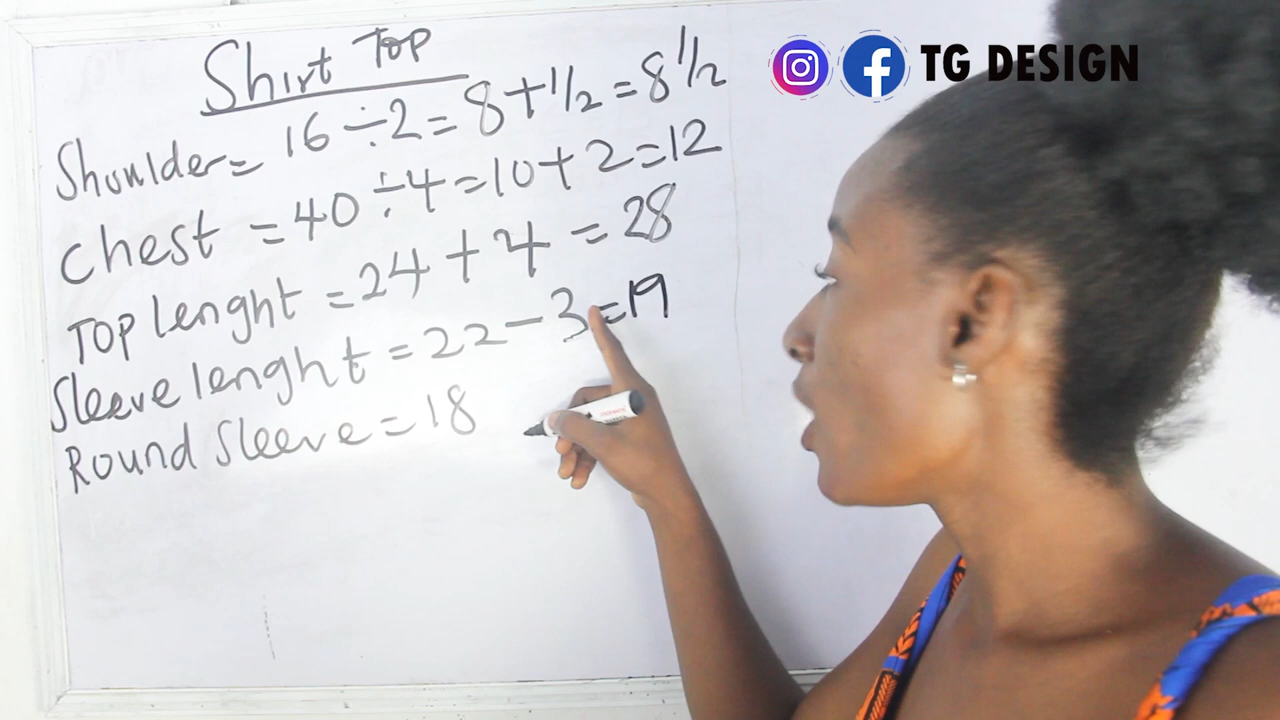 Shirt Top
Shoulder = 16 ÷ 2 = 8 + 1/2 = 8 1/2
Chest = 40 ÷ 4 = 10 + 2 = 12
Top lenght = 24 + 4 = 28
Sleeve lenght = 22 - 3 = 19
Round Sleeve = 18
TG DESIGN